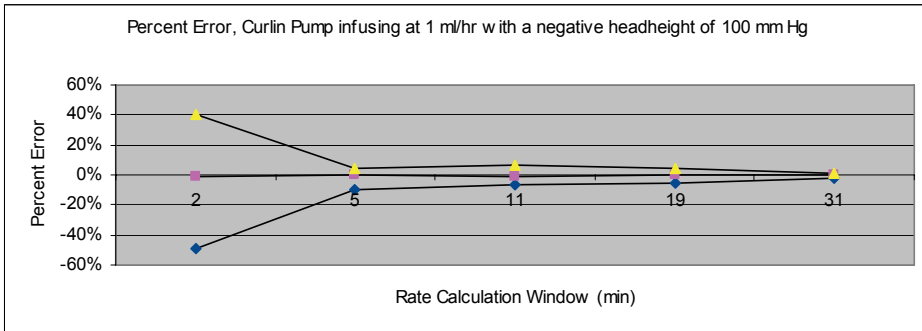 Percent Error, Curlin Pump infusing at 1 ml/hr with a negative headheight of 100 mm Hg
60%
40%
20%
0%
-20%
-40%
-60%
Percent Error
2 5 11 19 31
Rate Calculation Window (min)